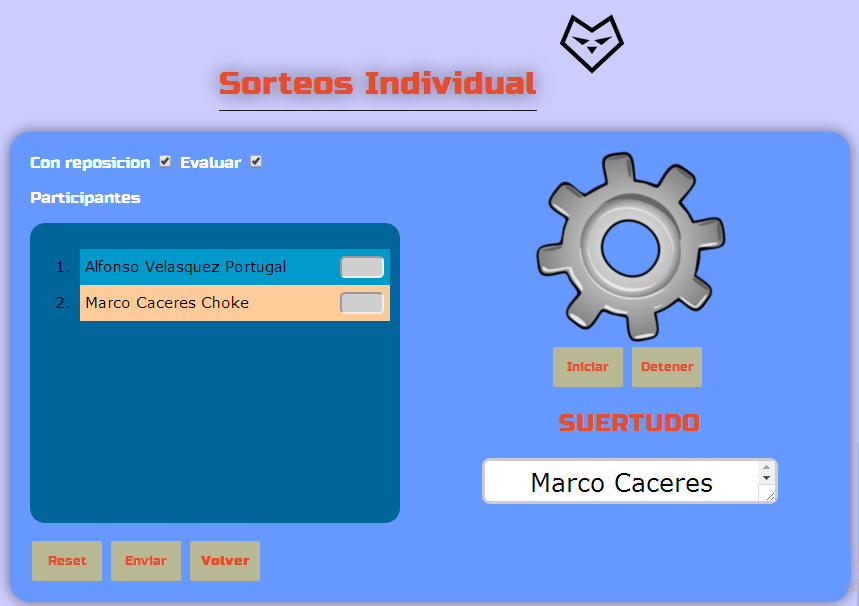 Sorteos Individual
Con reposicion Evaluar
Participantes
1. Alfonso Velasquez Portugal
2. Marco Caceres Choke
Iniciar Detener
SUERTUDO
Marco Caceres
Reset Enviar Volver